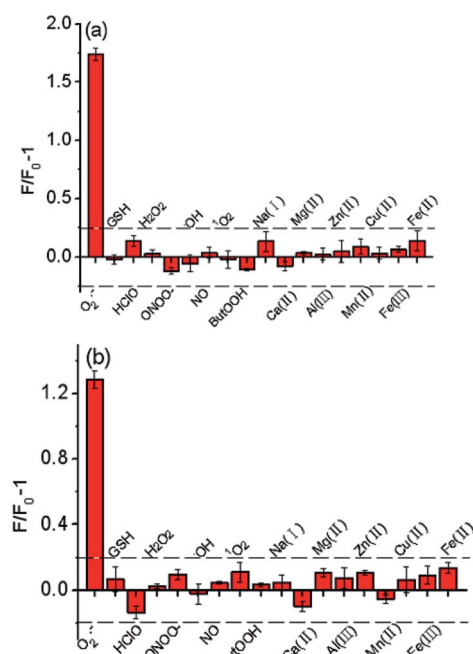 (a)
2.0
1.5
1.0
0.5
0.0
F/F0-1
GSH H2O2 ·OH 1O2 Na(I) Mg(II) Zn(II) Cu(II) Fe(II)
O2·- HClO ONOO- NO ButOOH Ca(II) Al(III) Mn(II) Fe(III)
(b)
1.2
0.8
0.4
0.0
F/F0-1
GSH H2O2 ·OH 1O2 Na(I) Mg(II) Zn(II) Cu(II) Fe(II)
O2·- HClO ONOO- NO ButOOH Ca(II) Al(III) Mn(II) Fe(III)